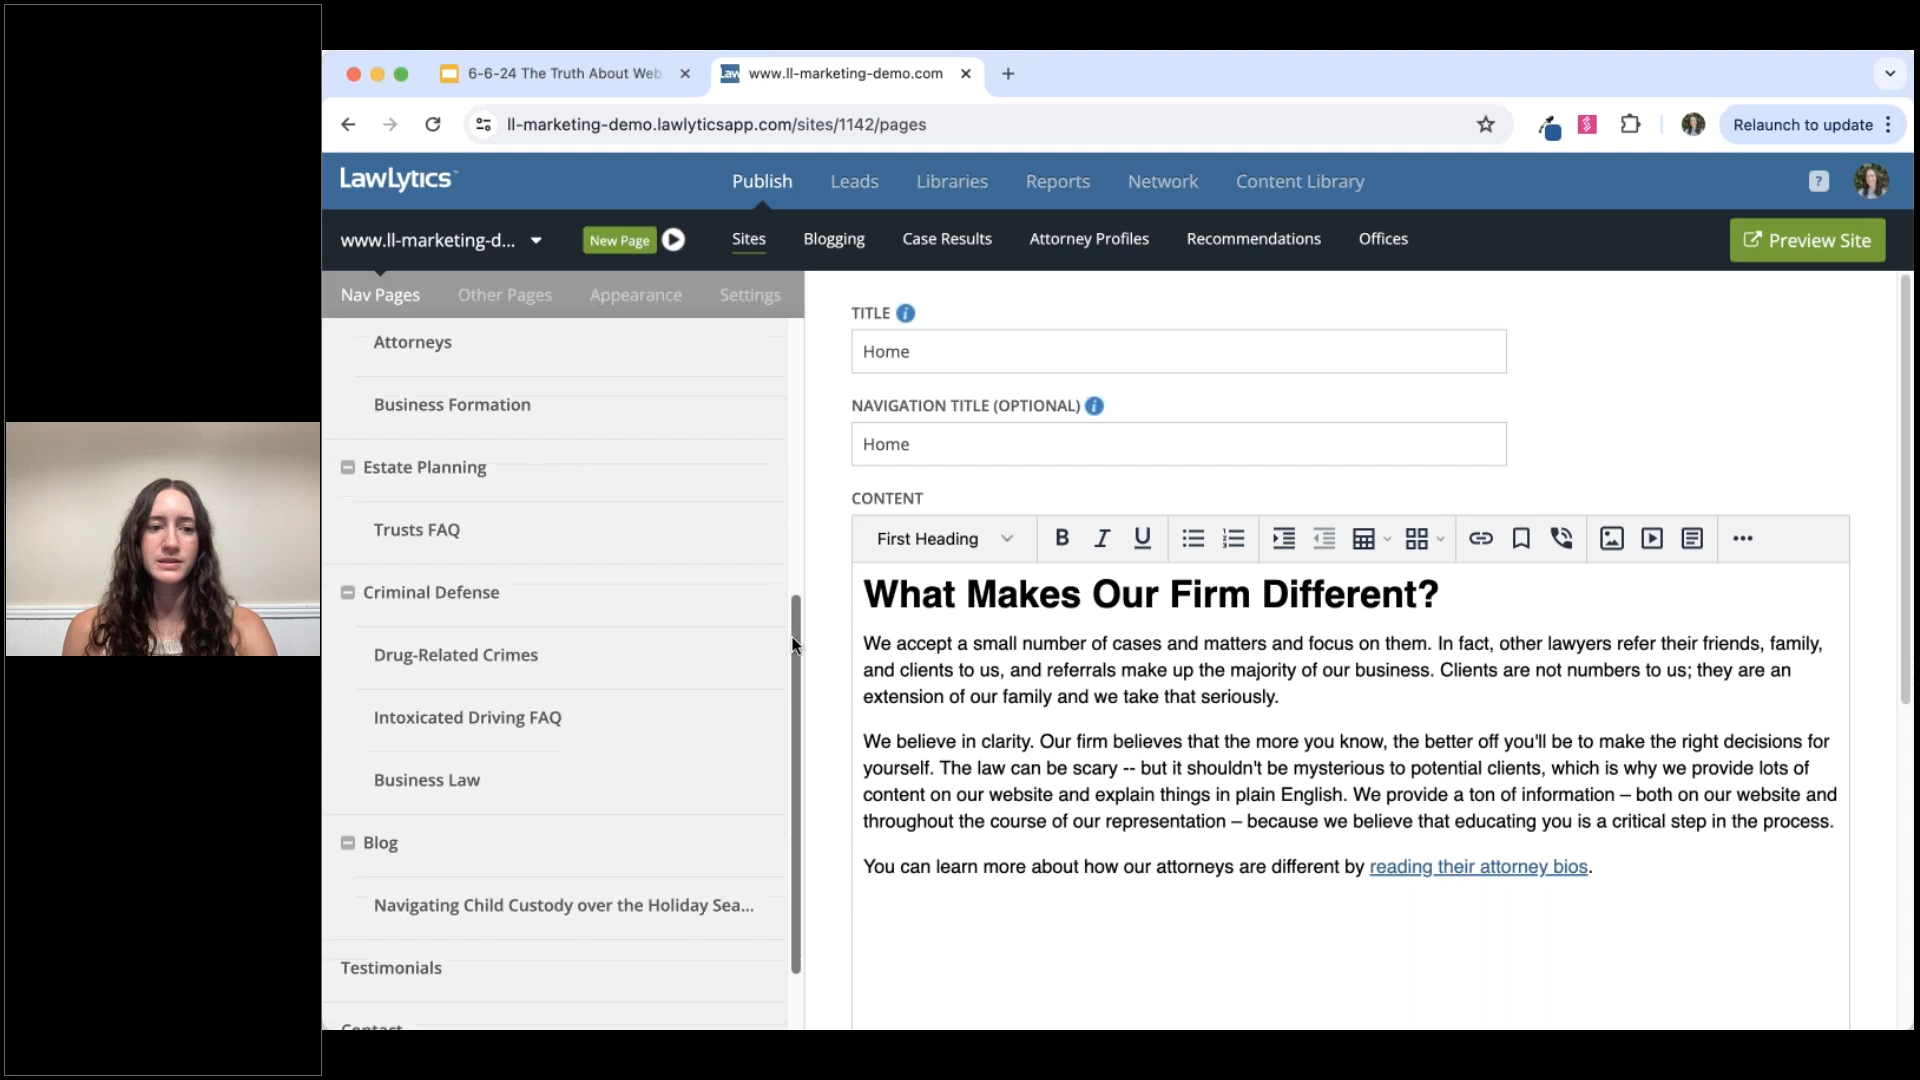 6-6-24 The Truth About Web
www.ll-marketing-demo.com
ll-marketing-demo.lawlyticsapp.com/sites/1142/pages
Relaunch to update
LAWLYTICS
Publish
Leads
Libraries
Reports
Network
Content Library
?
www.ll-marketing-d...
New Page
Sites
Blogging
Case Results
Attorney Profiles
Recommendations
Offices
Preview Site
Nav Pages
Other Pages
Appearance
Settings
Attorneys
Business Formation
Estate Planning
Trusts FAQ
Criminal Defense
Drug-Related Crimes
Intoxicated Driving FAQ
Business Law
Blog
Navigating Child Custody over the Holiday Sea...
Testimonials
Contact
TITLE
Home
NAVIGATION TITLE (OPTIONAL)
Home
CONTENT
First Heading
B I U
What Makes Our Firm Different?
We accept a small number of cases and matters and focus on them. In fact, other lawyers refer their friends, family,
and clients to us, and referrals make up the majority of our business. Clients are not numbers to us; they are an
extension of our family and we take that seriously.
We believe in clarity. Our firm believes that the more you know, the better off you'll be to make the right decisions for
yourself. The law can be scary -- but it shouldn't be mysterious to potential clients, which is why we provide lots of
content on our website and explain things in plain English. We provide a ton of information – both on our website and
throughout the course of our representation – because we believe that educating you is a critical step in the process.
You can learn more about how our attorneys are different by reading their attorney bios.